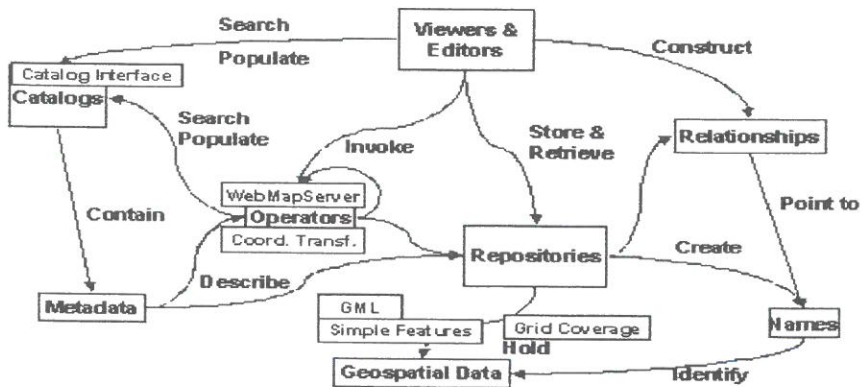 Search
Populate
Viewers &
Editors
Construct
Catalog Interface
Catalogs
Search
Populate
Invoke
Store &
Retrieve
Relationships
WebMapServer
Operators
Coord. Transf.
Contain
Point to
Repositories
Create
Describe
Metadata
GML
Simple Features
Grid Coverage
Names
Hold
Geospatial Data
Identify